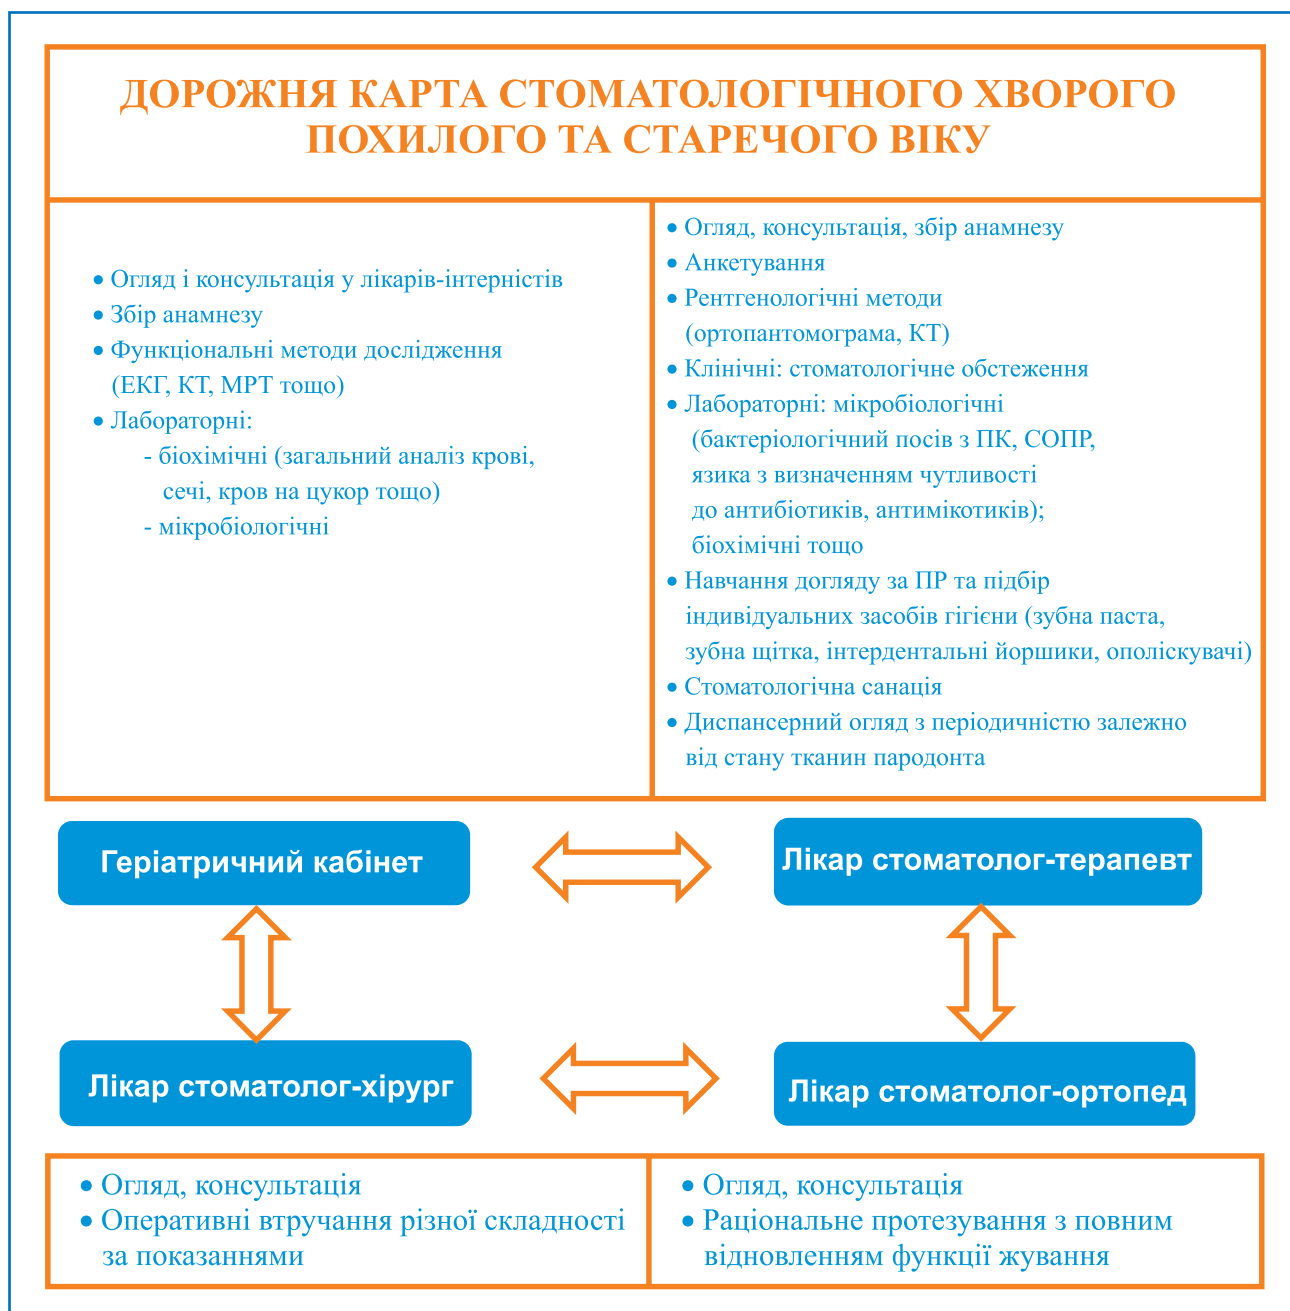 ДОРОЖНЯ КАРТА СТОМАТОЛОГІЧНОГО ХВОРОГО
ПОХИЛОГО ТА СТАРЕЧОГО ВІКУ
• Огляд і консультація у лікарів-інтерністів
• Збір анамнезу
• Функціональні методи дослідження
(ЕКГ, КТ, МРТ тощо)
• Лабораторні:
- біохімічні (загальний аналіз крові,
сечі, кров на цукор тощо)
- мікробіологічні
• Огляд, консультація, збір анамнезу
• Анкетування
• Рентгенологічні методи
(ортопантомограма, КТ)
• Клінічні: стоматологічне обстеження
• Лабораторні: мікробіологічні
(бактеріологічний посів з ПК, СОПР,
язика з визначенням чутливості
до антибіотиків, антимікотиків);
біохімічні тощо
• Навчання догляду за ПР та підбір
індивідуальних засобів гігієни (зубна паста,
зубна щітка, інтердентальні йоршики, ополіскувачі)
• Стоматологічна санація
• Диспансерний огляд з періодичністю залежно
від стану тканин пародонта
Геріатричний кабінет
Лікар стоматолог-терапевт
Лікар стоматолог-хірург
Лікар стоматолог-ортопед
• Огляд, консультація
• Оперативні втручання різної складності
за показаннями
• Огляд, консультація
• Раціональне протезування з повним
відновленням функції жування